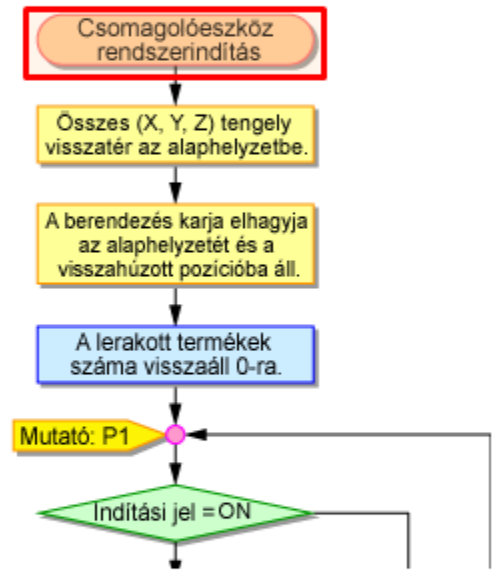 Csomagolóeszköz
rendszerindítás
Összes (X, Y, Z) tengely
visszatér az alaphelyzetbe.
A berendezés karja elhagyja
az alaphelyzetét és a
visszahúzott pozícióba áll.
A lerakott termékek
száma visszaáll 0-ra.
Mutató: P1
Indítási jel =ON